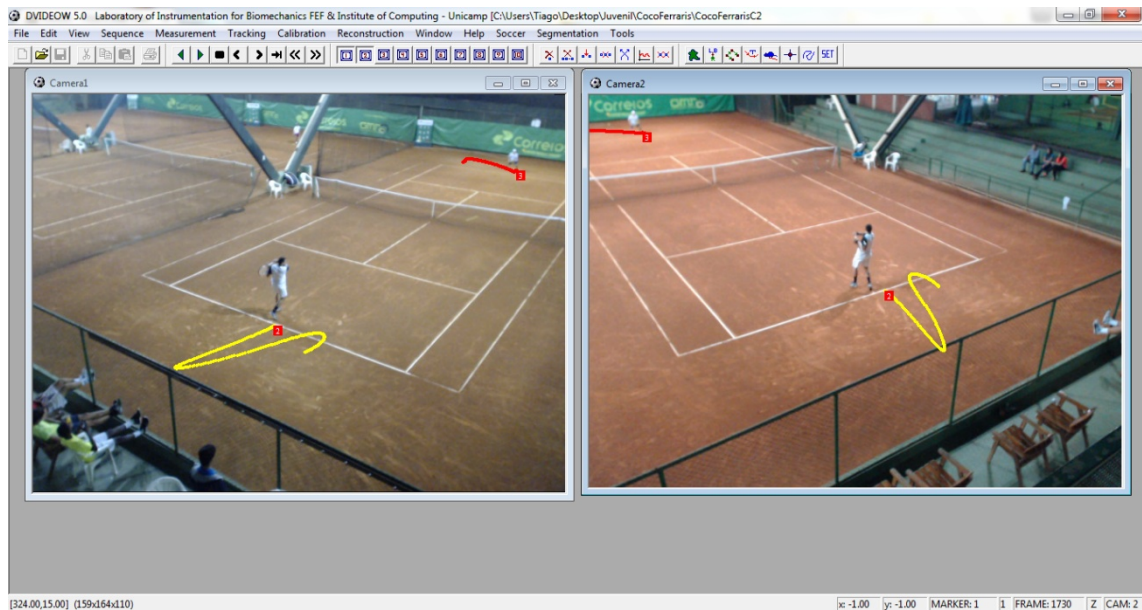 DVIDEOW 5.0 Laboratory of Instrumentation for Biomechanics FEF & Institute of Computing - Unicamp [C:\Users\Tiago\Desktop\Juvenil\CocoFerraris\CocoFerrarisC2
File Edit View Sequence Measurement Tracking Calibration Reconstruction Window Help Soccer Segmentation Tools
SET
Camera1
Camera2
Correios
Correios
Correios
3
3
2
2
[324.00,15.00] (159x164x110)
x: -1.00 y: -1.00 MARKER: 1 1 FRAME: 1730 Z CAM: 2